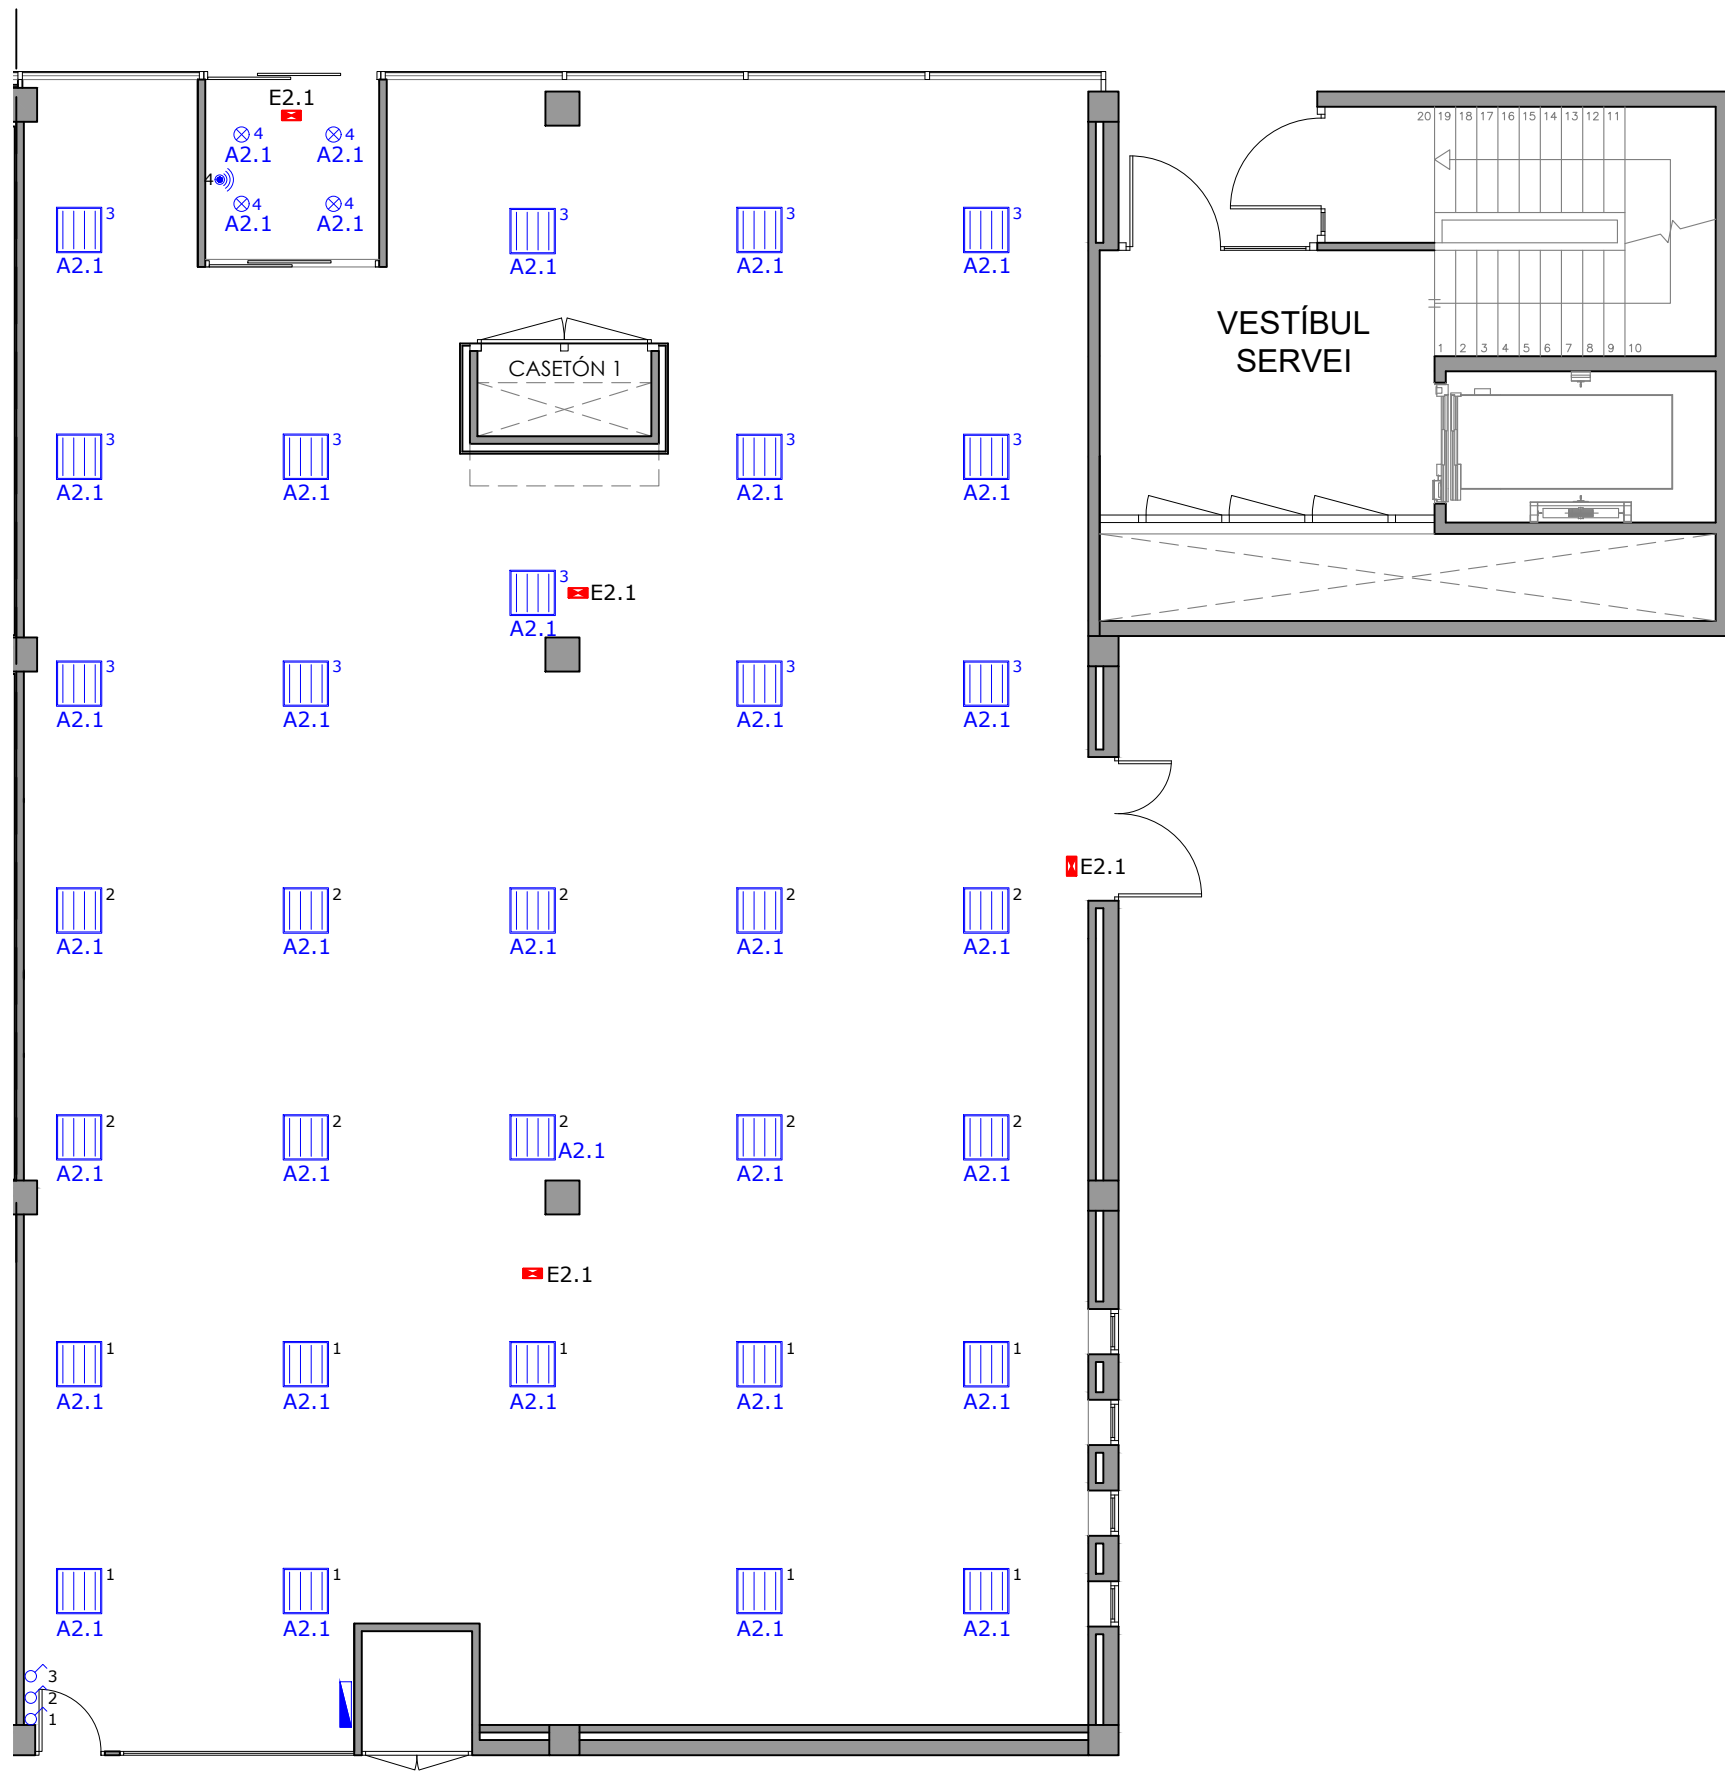 E2.1
4 4
A2.1 A2.1
4
4 4
A2.1 A2.1
20 19 18 17 16 15 14 13 12 11
3 3 3 3
A2.1 A2.1 A2.1 A2.1
VESTÍBUL
SERVEI
1 2 3 4 5 6 7 8 9 10
CASETÓN 1
3 3 3 3
A2.1 A2.1 A2.1 A2.1
3
E2.1
A2.1
3 3 3 3
A2.1 A2.1 A2.1 A2.1
E2.1
2 2 2 2 2
A2.1 A2.1 A2.1 A2.1 A2.1
2 2 2 2 2
A2.1
A2.1 A2.1 A2.1 A2.1
E2.1
1 1 1 1 1
A2.1 A2.1 A2.1 A2.1 A2.1
1 1 1 1
A2.1 A2.1 A2.1 A2.1
3
2
1